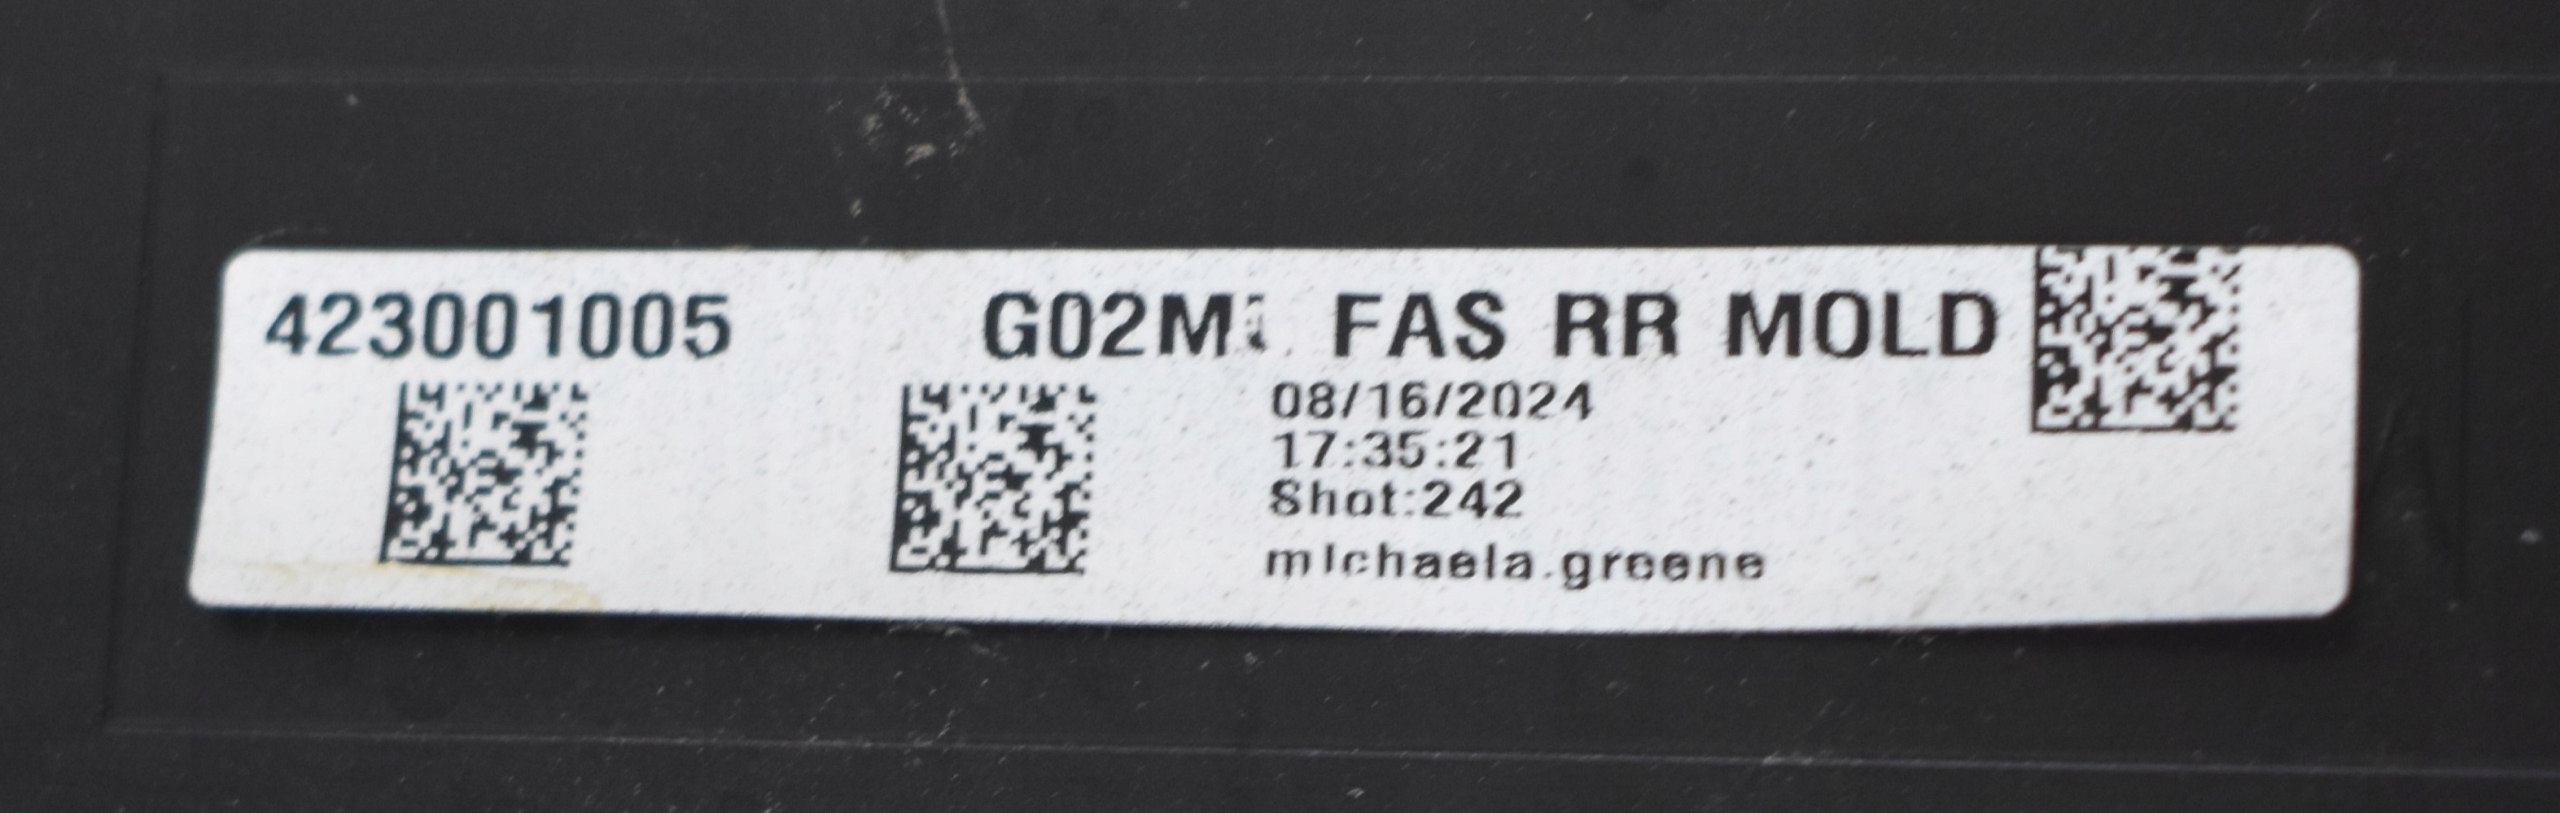 423001005 G02M FAS RR MOLD
08/16/2024
17:35:21
Shot:242
michaela.greene